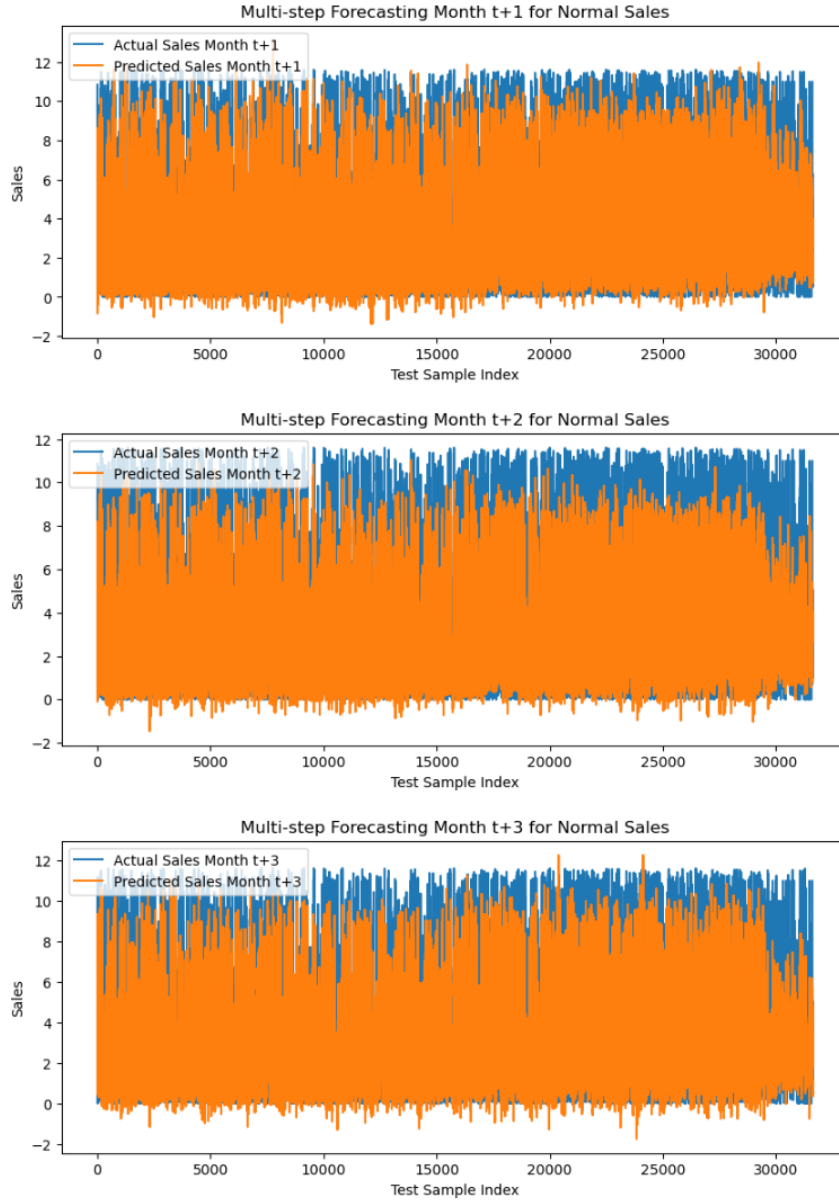 Multi-step Forecasting Month t+1 for Normal Sales
Actual Sales Month t+1
Predicted Sales Month t+1
12
10
8
6
4
2
0
−2
Sales
0 5000 10000 15000 20000 25000 30000
Test Sample Index
Multi-step Forecasting Month t+2 for Normal Sales
Actual Sales Month t+2
Predicted Sales Month t+2
12
10
8
6
4
2
0
−2
Sales
0 5000 10000 15000 20000 25000 30000
Test Sample Index
Multi-step Forecasting Month t+3 for Normal Sales
Actual Sales Month t+3
Predicted Sales Month t+3
12
10
8
6
4
2
0
−2
Sales
0 5000 10000 15000 20000 25000 30000
Test Sample Index